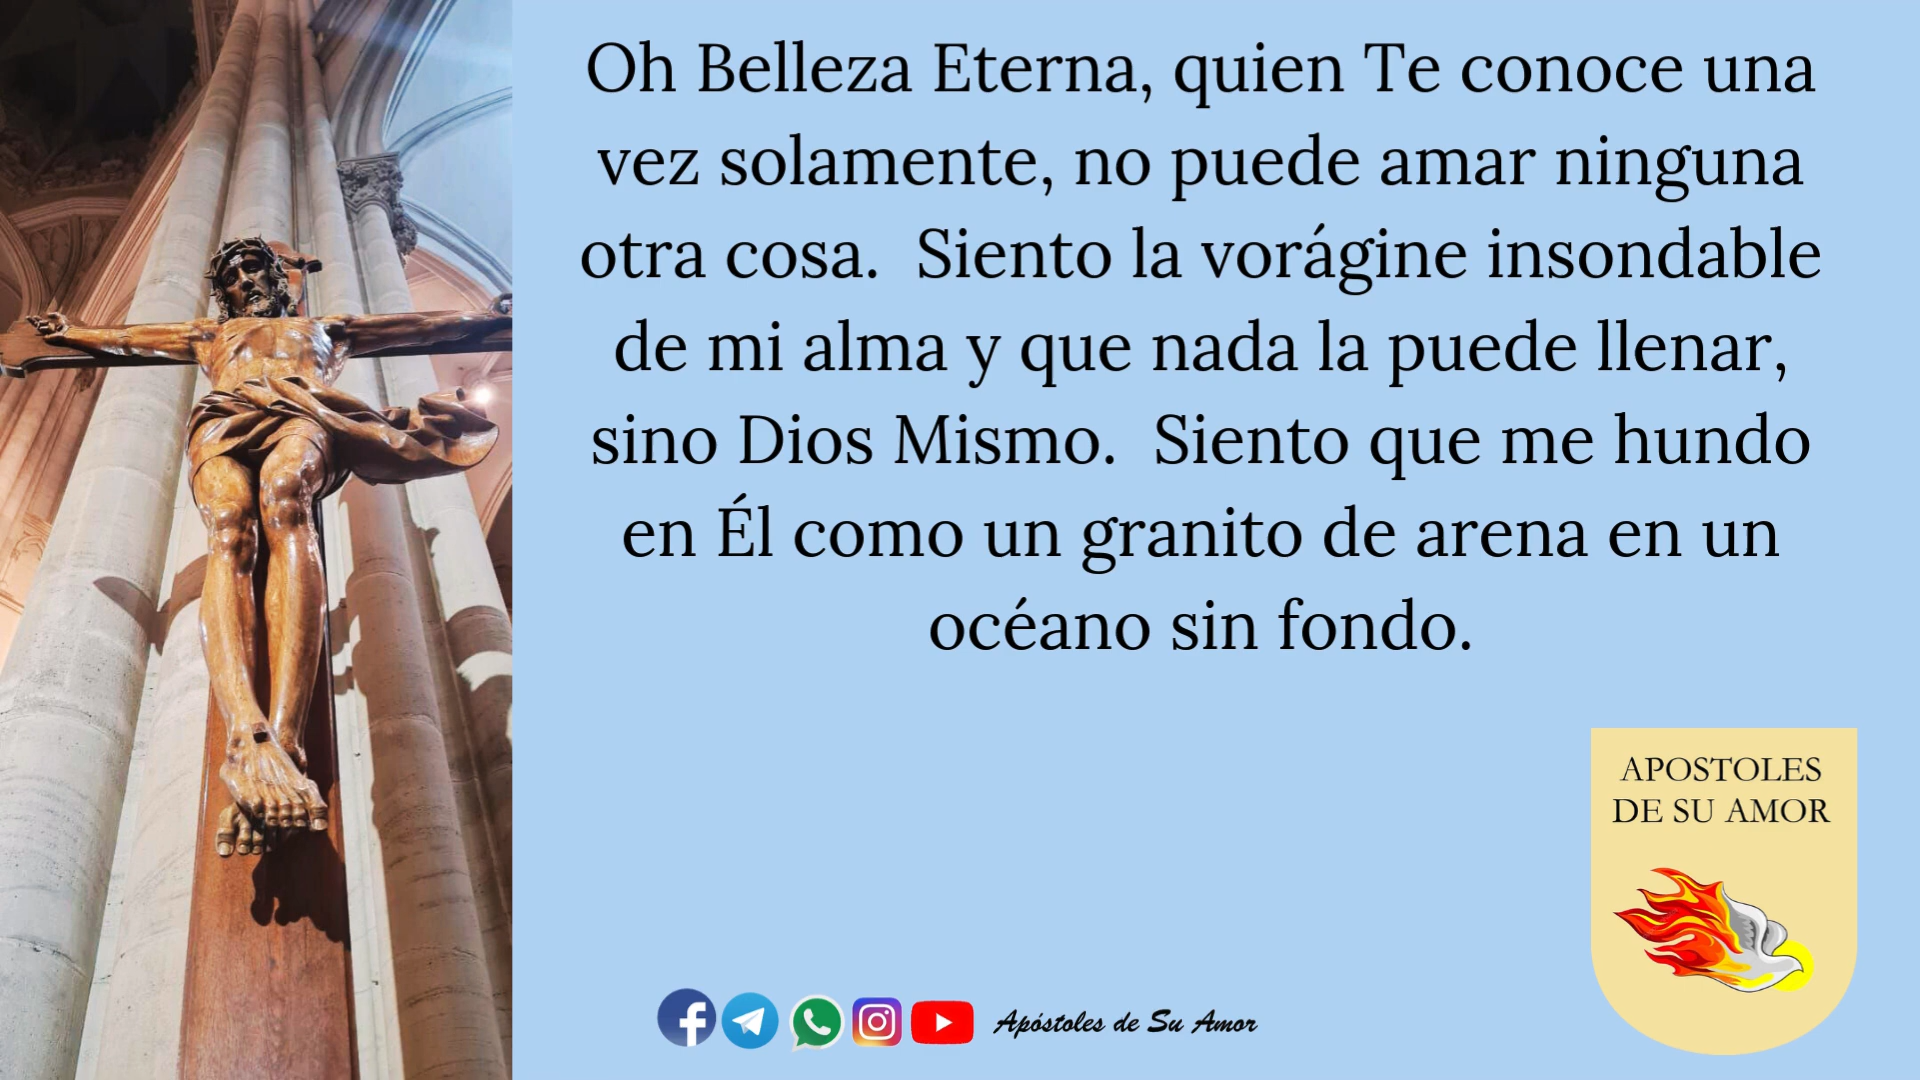 Oh Belleza Eterna, quien Te conoce una
vez solamente, no puede amar ninguna
otra cosa.  Siento la vorágine insondable
de mi alma y que nada la puede llenar,
sino Dios Mismo.  Siento que me hundo
en Él como un granito de arena en un
océano sin fondo.
APOSTOLES
DE SU AMOR
Apóstoles de Su Amor